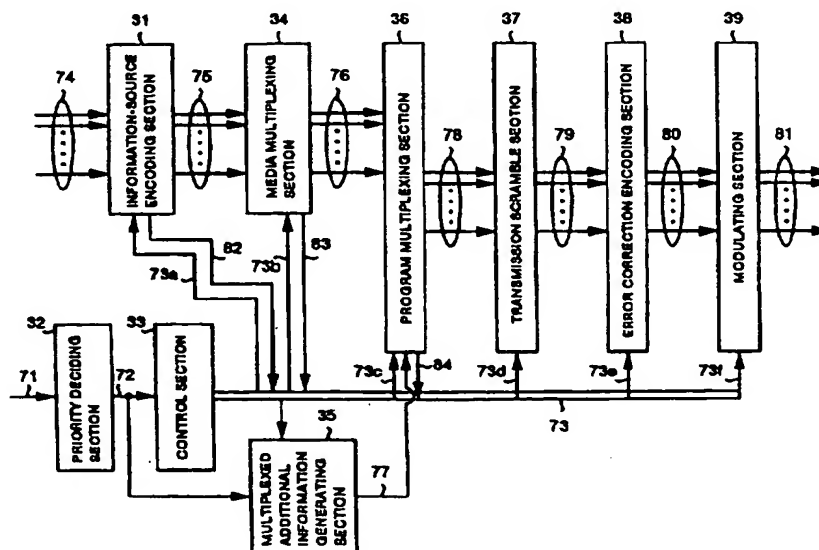 31
34
36
37
38
39
74
75
76
78
79
80
81
INFORMATION-SOURCE
ENCODING SECTION
MEDIA MULTIPLEXING
SECTION
PROGRAM MULTIPLEXING SECTION
TRANSMISSION SCRAMBLE SECTION
ERROR CORRECTION ENCODING SECTION
MODULATING SECTION
82
73a
73b
83
32
33
71
72
PRIORITY DECIDING
SECTION
CONTROL SECTION
73c
84
73d
73e
73f
73
35
MULTIPLEXED
ADDITIONAL
INFORMATION
GENERATING
SECTION
77